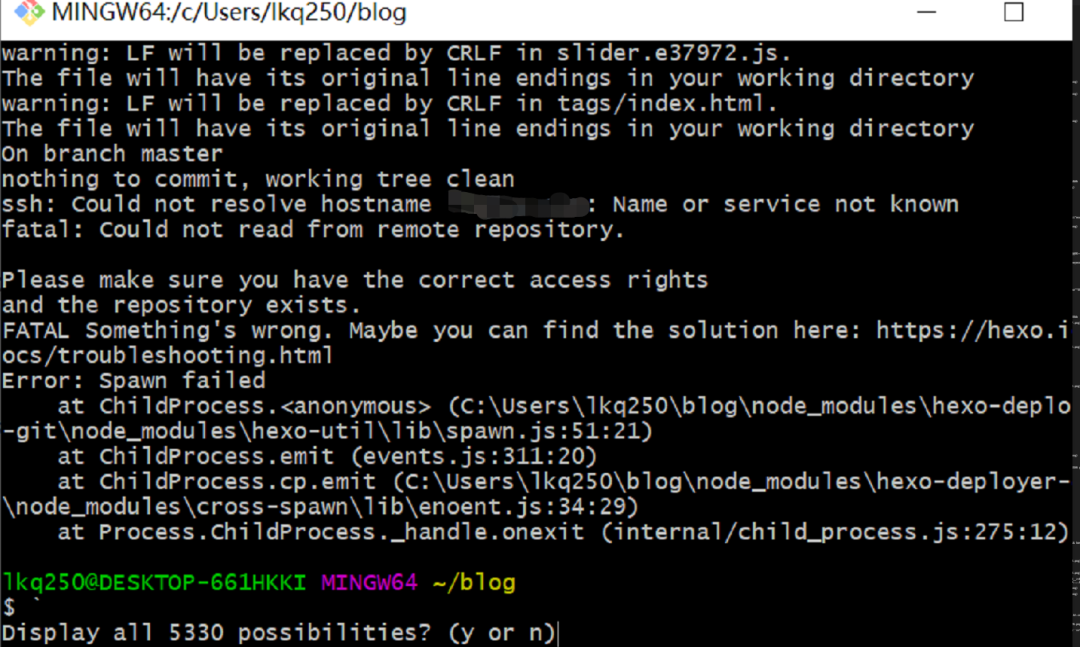 MINGW64:/c/Users/lkq250/blog
warning: LF will be replaced by CRLF in slider.e37972.js.
The file will have its original line endings in your working directory
warning: LF will be replaced by CRLF in tags/index.html.
The file will have its original line endings in your working directory
On branch master
nothing to commit, working tree clean
ssh: Could not resolve hostname : Name or service not known
fatal: Could not read from remote repository.
Please make sure you have the correct access rights
and the repository exists.
FATAL Something's wrong. Maybe you can find the solution here: https://hexo.i
ocs/troubleshooting.html
Error: Spawn failed
at ChildProcess.<anonymous> (C:\Users\lkq250\blog\node_modules\hexo-deplo
-git\node_modules\hexo-util\lib\spawn.js:51:21)
at ChildProcess.emit (events.js:311:20)
at ChildProcess.cp.emit (C:\Users\lkq250\blog\node_modules\hexo-deployer-
\node_modules\cross-spawn\lib\enoent.js:34:29)
at Process.ChildProcess._handle.onexit (internal/child_process.js:275:12)
lkq250@DESKTOP-661HKKI MINGW64 ~/blog
$ `
Display all 5330 possibilities? (y or n)